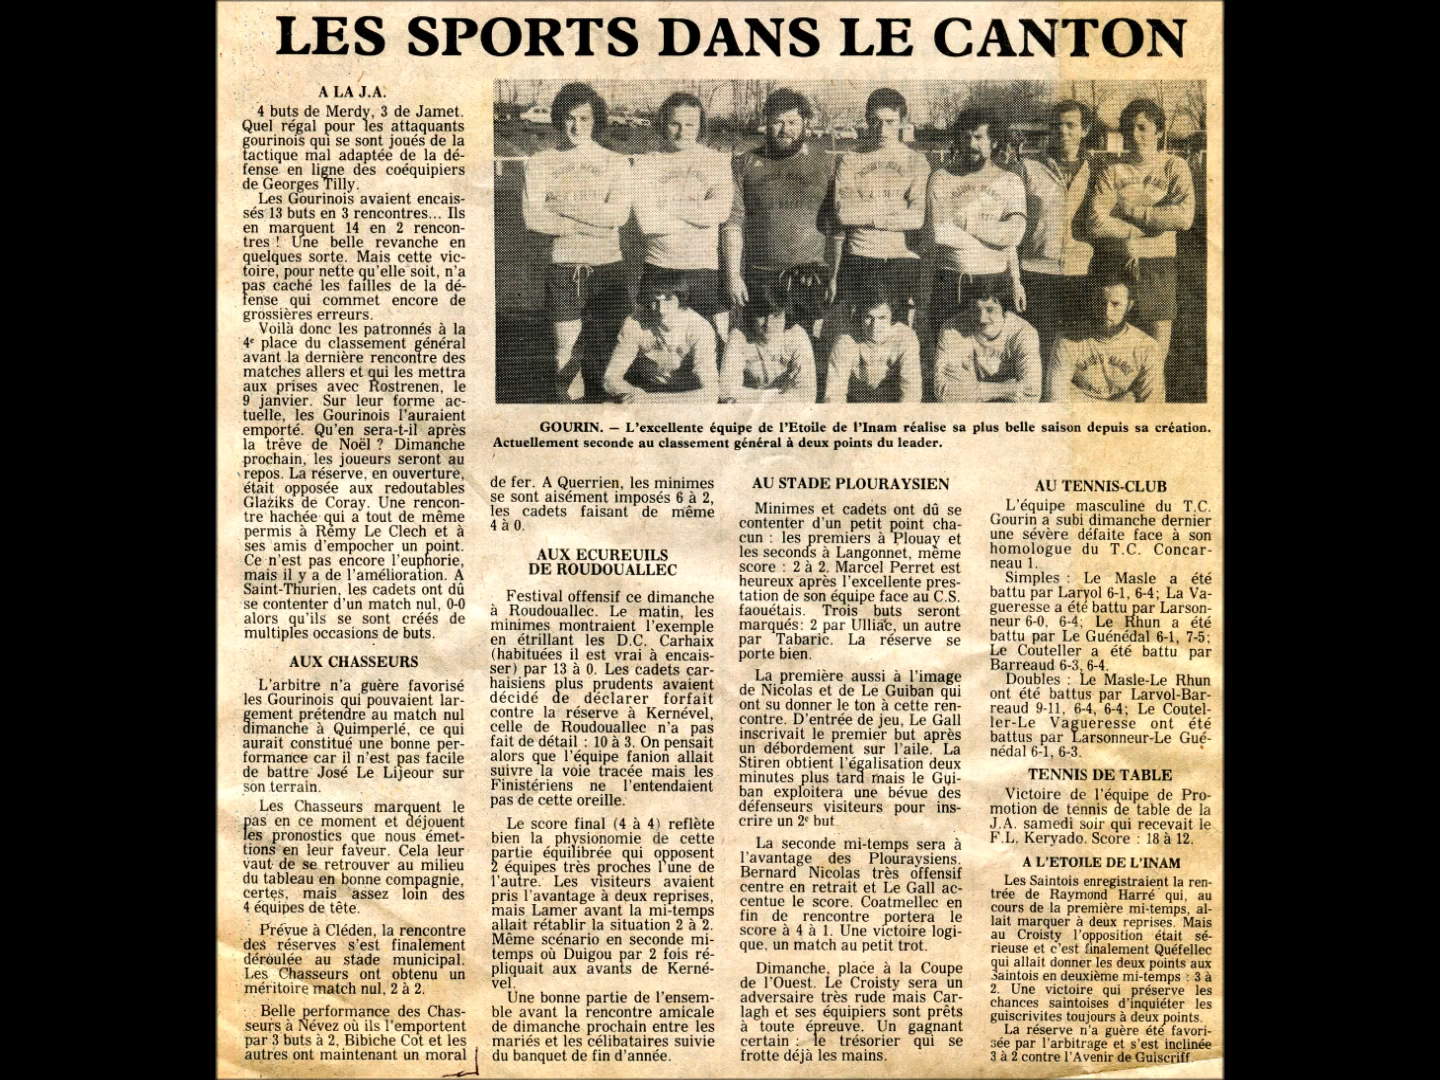 LES SPORTS DANS LE CANTON
A LA J.A.
4 buts de Merdy, 3 de Jamet.
Quel régal pour les attaquants
gourinois qui se sont joués de la
tactique mal adaptée de la dé-
fense en ligne des coéquipiers
de Georges Tilly.
Les Gourinois avaient encais-
sés 13 buts en 3 rencontres... Ils
en marquent 14 en 2 rencon-
tres ! Une belle revanche en
quelques sorte. Mais cette vic-
toire, pour nette qu'elle soit, n'a
pas caché les failles de la dé-
fense qui commet encore de
grossières erreurs.
Voilà donc les patronnés à la
4e place du classement général
avant la dernière rencontre des
matches allers et qui les mettra
aux prises avec Rostrenen, le
9 janvier. Sur leur forme ac-
tuelle, les Gourinois l'auraient
emporté. Qu'en sera-t-il après
la trêve de Noël ? Dimanche
prochain, les joueurs seront au
repos. La réserve, en ouverture,
était opposée aux redoutables
Glaziks de Coray. Une rencon-
tre hachée qui a tout de même
permis à Rémy Le Clech et à
ses amis d'empocher un point.
Ce n'est pas encore l'euphorie,
mais il y a de l'amélioration. A
Saint-Thurien, les cadets ont dû
se contenter d'un match nul, 0-0
alors qu'ils se sont créés de
multiples occasions de buts.
AUX CHASSEURS
L'arbitre n'a guère favorisé
les Gourinois qui pouvaient lar-
gement prétendre au match nul
dimanche à Quimperlé, ce qui
aurait constitué une bonne per-
formance car il n'est pas facile
de battre José Le Lijeour sur
son terrain.
Les Chasseurs marquent le
pas en ce moment et déjouent
les pronostics que nous émet-
tions en leur faveur. Cela leur
vaut de se retrouver au milieu
du tableau en bonne compagnie,
certes, mais assez loin des
4 équipes de tête.
Prévue à Cléden, la rencontre
des réserves s'est finalement
déroulée au stade municipal.
Les Chasseurs ont obtenu un
méritoire match nul, 2 à 2.
Belle performance des Chas-
seurs à Névez où ils l'emportent
par 3 buts à 2, Bibiche Cot et les
autres ont maintenant un moral
GOURIN. — L'excellente équipe de l'Etoile de l'Inam réalise sa plus belle saison depuis sa création.
Actuellement seconde au classement général à deux points du leader.
de fer. A Querrien, les minimes
se sont aisément imposés 6 à 2,
les cadets faisant de même
4 à 0.
AUX ECUREUILS
DE ROUDOUALLEC
Festival offensif ce dimanche
à Roudouallec. Le matin, les
minimes montraient l'exemple
en étrillant les D.C. Carhaix
(habituées il est vrai à encais-
ser) par 13 à 0. Les cadets car-
haisiens plus prudents avaient
décidé de déclarer forfait
contre la réserve à Kernével,
celle de Roudouallec n'a pas
fait de détail : 10 à 3. On pensait
alors que l'équipe fanion allait
suivre la voie tracée mais les
Finistériens ne l'entendaient
pas de cette oreille.
Le score final (4 à 4) reflète
bien la physionomie de cette
partie équilibrée qui opposent
2 équipes très proches l'une de
l'autre. Les visiteurs avaient
pris l'avantage à deux reprises,
mais Lamer avant la mi-temps
allait rétablir la situation 2 à 2.
Même scénario en seconde mi-
temps où Duigou par 2 fois ré-
pliquait aux avants de Kerné-
vel.
Une bonne partie de l'ensem-
ble avant la rencontre amicale
de dimanche prochain entre les
mariés et les célibataires suivie
du banquet de fin d'année.
AU STADE PLOURAYSIEN
Minimes et cadets ont dû se
contenter d'un petit point cha-
cun : les premiers à Plouay et
les seconds à Langonnet, même
score : 2 à 2. Marcel Perret est
heureux après l'excellente pres-
tation de son équipe face au C.S.
faouétais. Trois buts seront
marqués: 2 par Ulliac, un autre
par Tabaric. La réserve se
porte bien.
La première aussi à l'image
de Nicolas et de Le Guiban qui
ont su donner le ton à cette ren-
contre. D'entrée de jeu, Le Gall
inscrivait le premier but après
un débordement sur l'aile. La
Stiren obtient l'égalisation deux
minutes plus tard mais le Gui-
ban exploitera une bévue des
défenseurs visiteurs pour ins-
crire un 2e but
La seconde mi-temps sera à
l'avantage des Plouraysiens.
Bernard Nicolas très offensif
centre en retrait et Le Gall ac-
centue le score. Coatmellec en
fin de rencontre portera le
score à 4 à 1. Une victoire logi-
que, un match au petit trot.
Dimanche, place à la Coupe
de l'Ouest. Le Croisty sera un
adversaire très rude mais Car-
lagh et ses équipiers sont prêts
à toute épreuve. Un gagnant
certain : le trésorier qui se
frotte déjà les mains.
AU TENNIS-CLUB
L'équipe masculine du T.C.
Gourin a subi dimanche dernier
une sévère défaite face à son
homologue du T.C. Concar-
neau 1.
Simples : Le Masle a été
battu par Laryol 6-1, 6-4; La Va-
gueresse a été battu par Larson-
neur 6-0, 6-4; Le Rhun a été
battu par Le Guénédal 6-1, 7-5;
Le Couteller a été battu par
Barreaud 6-3, 6-4.
Doubles : Le Masle-Le Rhun
ont été battus par Larvol-Bar-
reaud 9-11, 6-4, 6-4; Le Coutel-
ler-Le Vagueresse ont été
battus par Larsonneur-Le Gué-
nédal 6-1, 6-3.
TENNIS DE TABLE
Victoire de l'équipe de Pro-
motion de tennis de table de la
J.A. samedi soir qui recevait le
F.L. Keryado. Score : 18 à 12.
A L'ETOILE DE L'INAM
Les Saintois enregistraient la ren-
trée de Raymond Harré qui, au
cours de la première mi-temps, al-
lait marquer à deux reprises. Mais
au Croisty l'opposition était sé-
rieuse et c'est finalement Quéfellec
qui allait donner les deux points aux
Saintois en deuxième mi-temps : 3 à
2. Une victoire qui préserve les
chances saintoises d'inquiéter les
guiscrivites toujours à deux points.
La réserve n'a guère été favori-
sée par l'arbitrage et s'est inclinée
3 à 2 contre l'Avenir de Guiscriff.